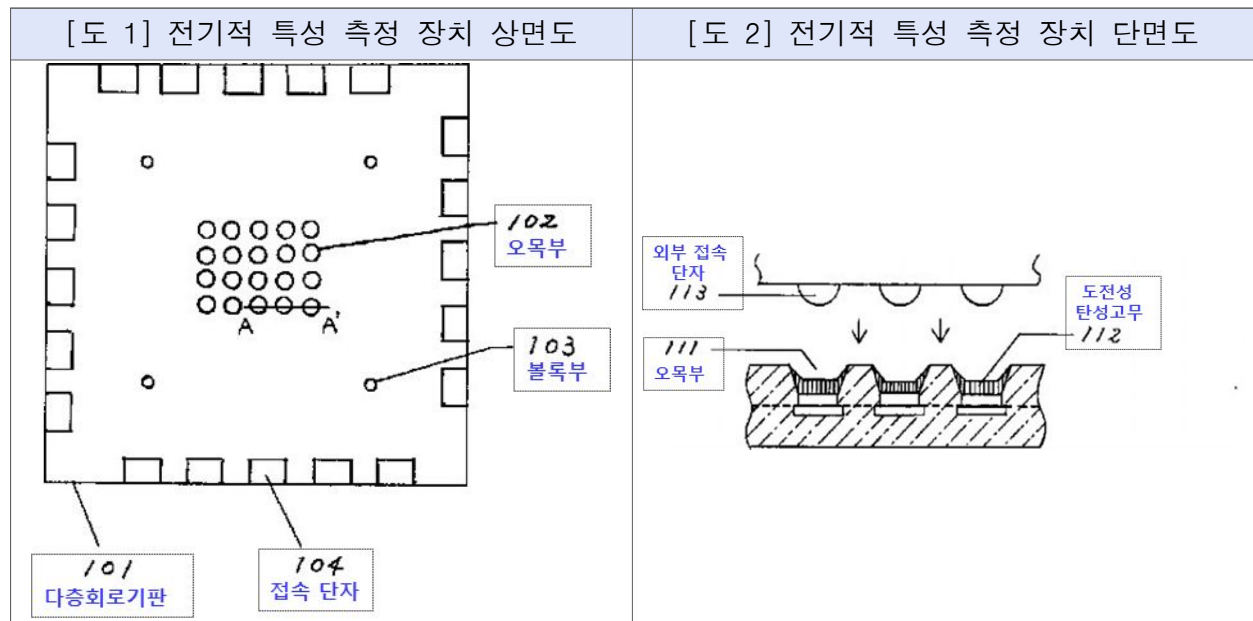 [도 1] 전기적 특성 측정 장치 상면도
[도 2] 전기적 특성 측정 장치 단면도
102
오목부
A A'
103
볼록부
101
다층회로기판
104
접속 단자
외부 접속
단자
113
도전성
탄성고무
112
111
오목부